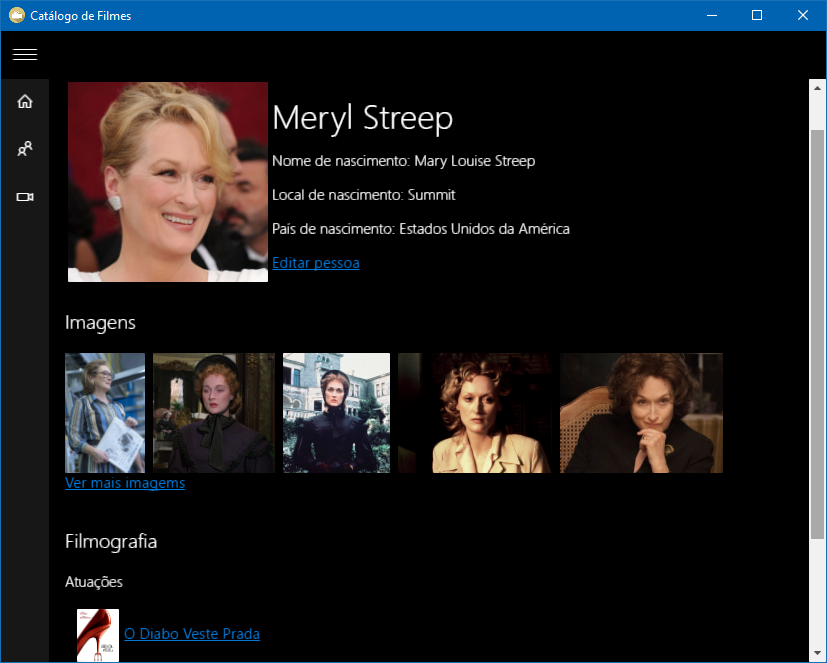 Catálogo de Filmes
Meryl Streep
Nome de nascimento: Mary Louise Streep
Local de nascimento: Summit
País de nascimento: Estados Unidos da América
Editar pessoa
Imagens
Ver mais imagems
Filmografia
Atuações
O Diabo Veste Prada